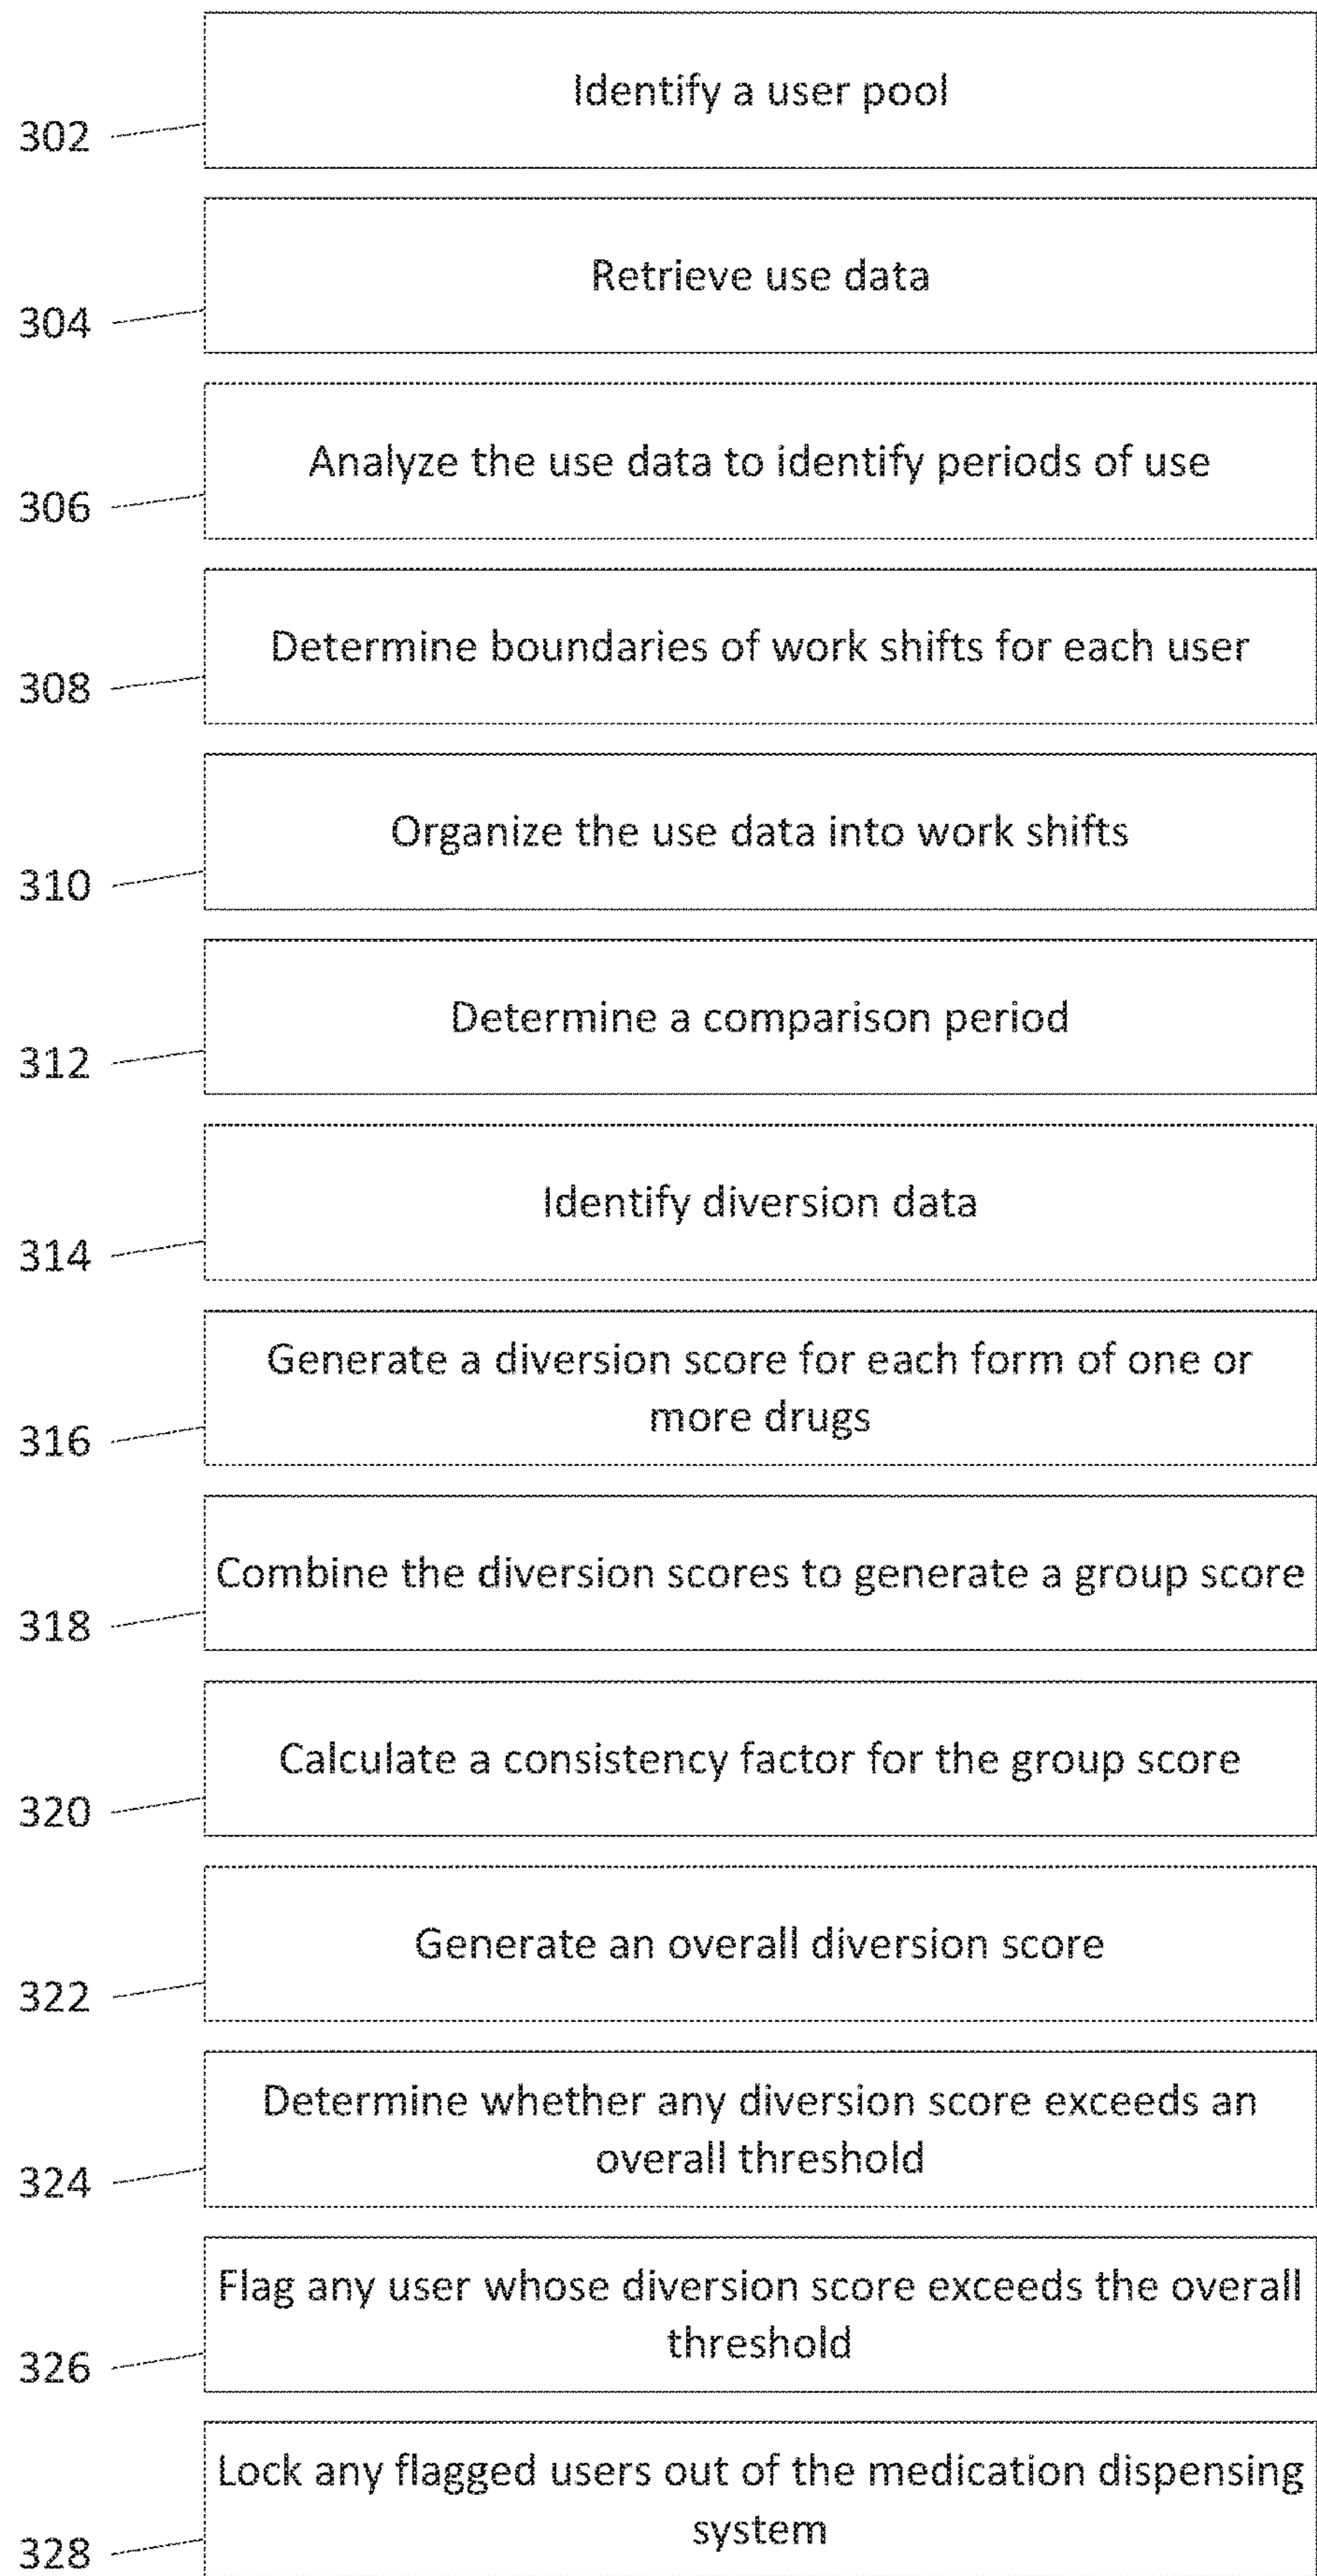 Identify a user pool
302
Retrieve use data
304
Analyze the use data to identify periods of use
306
Determine boundaries of work shifts for each user
308
Organize the use data into work shifts
310
Determine a comparison period
312
Identify diversion data
314
Generate a diversion score for each form of one or
more drugs
316
Combine the diversion scores to generate a group score
318
Calculate a consistency factor for the group score
320
Generate an overall diversion score
322
Determine whether any diversion score exceeds an
overall threshold
324
Flag any user whose diversion score exceeds the overall
threshold
326
Lock any flagged users out of the medication dispensing
system
328